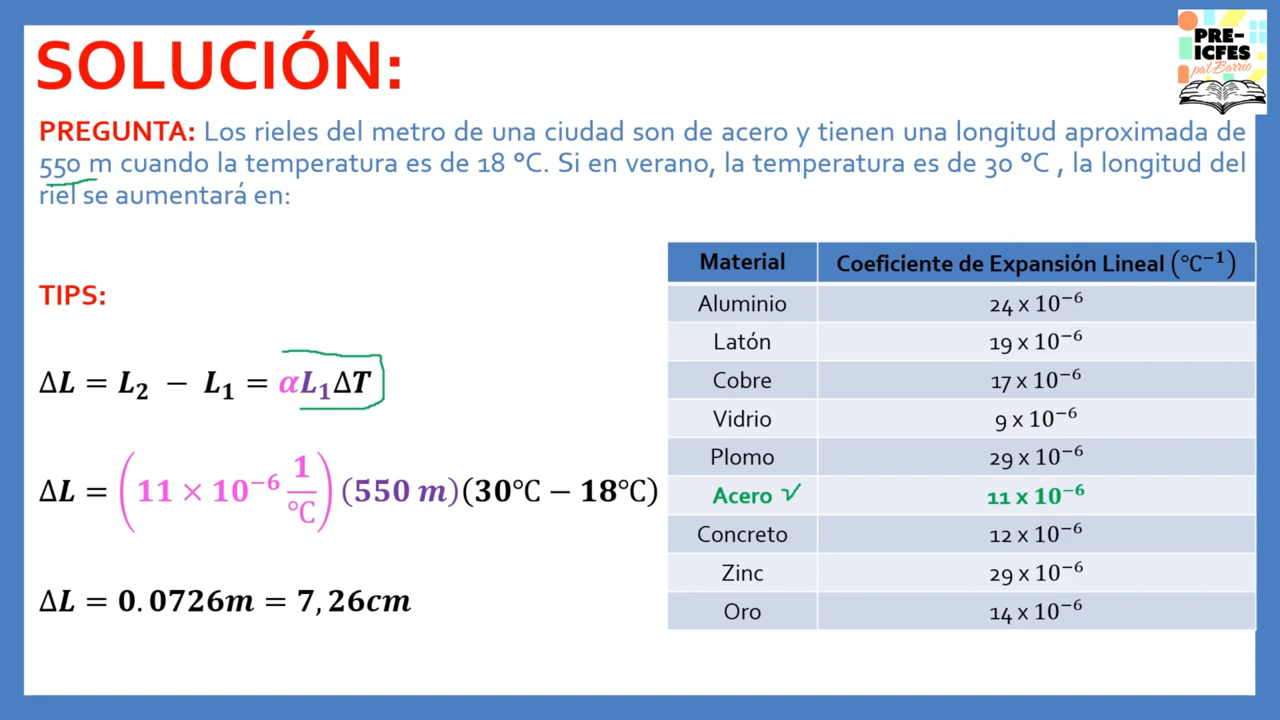 SOLUCIÓN:
PRE-
ICFES
pal Barrio
PREGUNTA: Los rieles del metro de una ciudad son de acero y tienen una longitud aproximada de
550 m cuando la temperatura es de 18 °C. Si en verano, la temperatura es de 30 °C , la longitud del
riel se aumentará en:
TIPS:
ΔL = L₂ − L₁ = αL₁ΔT
ΔL = (11 × 10⁻⁶ 1/°C) (550 m)(30°C − 18°C)
ΔL = 0.0726m = 7,26cm
Material Coeficiente de Expansión Lineal (°C⁻¹)
Aluminio 24 x 10⁻⁶
Latón 19 x 10⁻⁶
Cobre 17 x 10⁻⁶
Vidrio 9 x 10⁻⁶
Plomo 29 x 10⁻⁶
Acero ✓ 11 x 10⁻⁶
Concreto 12 x 10⁻⁶
Zinc 29 x 10⁻⁶
Oro 14 x 10⁻⁶